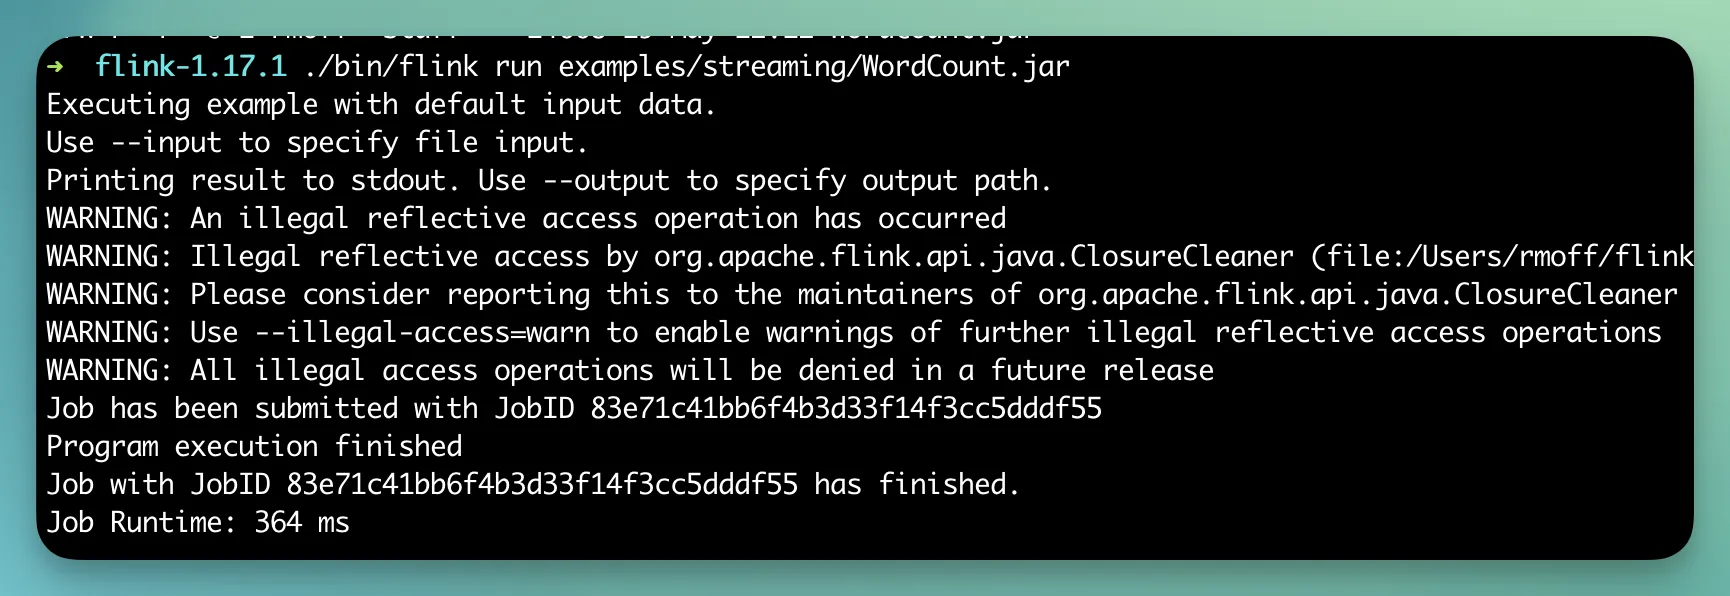 ➜ flink-1.17.1 ./bin/flink run examples/streaming/WordCount.jar
Executing example with default input data.
Use --input to specify file input.
Printing result to stdout. Use --output to specify output path.
WARNING: An illegal reflective access operation has occurred
WARNING: Illegal reflective access by org.apache.flink.api.java.ClosureCleaner (file:/Users/rmoff/flink
WARNING: Please consider reporting this to the maintainers of org.apache.flink.api.java.ClosureCleaner
WARNING: Use --illegal-access=warn to enable warnings of further illegal reflective access operations
WARNING: All illegal access operations will be denied in a future release
Job has been submitted with JobID 83e71c41bb6f4b3d33f14f3cc5dddf55
Program execution finished
Job with JobID 83e71c41bb6f4b3d33f14f3cc5dddf55 has finished.
Job Runtime: 364 ms